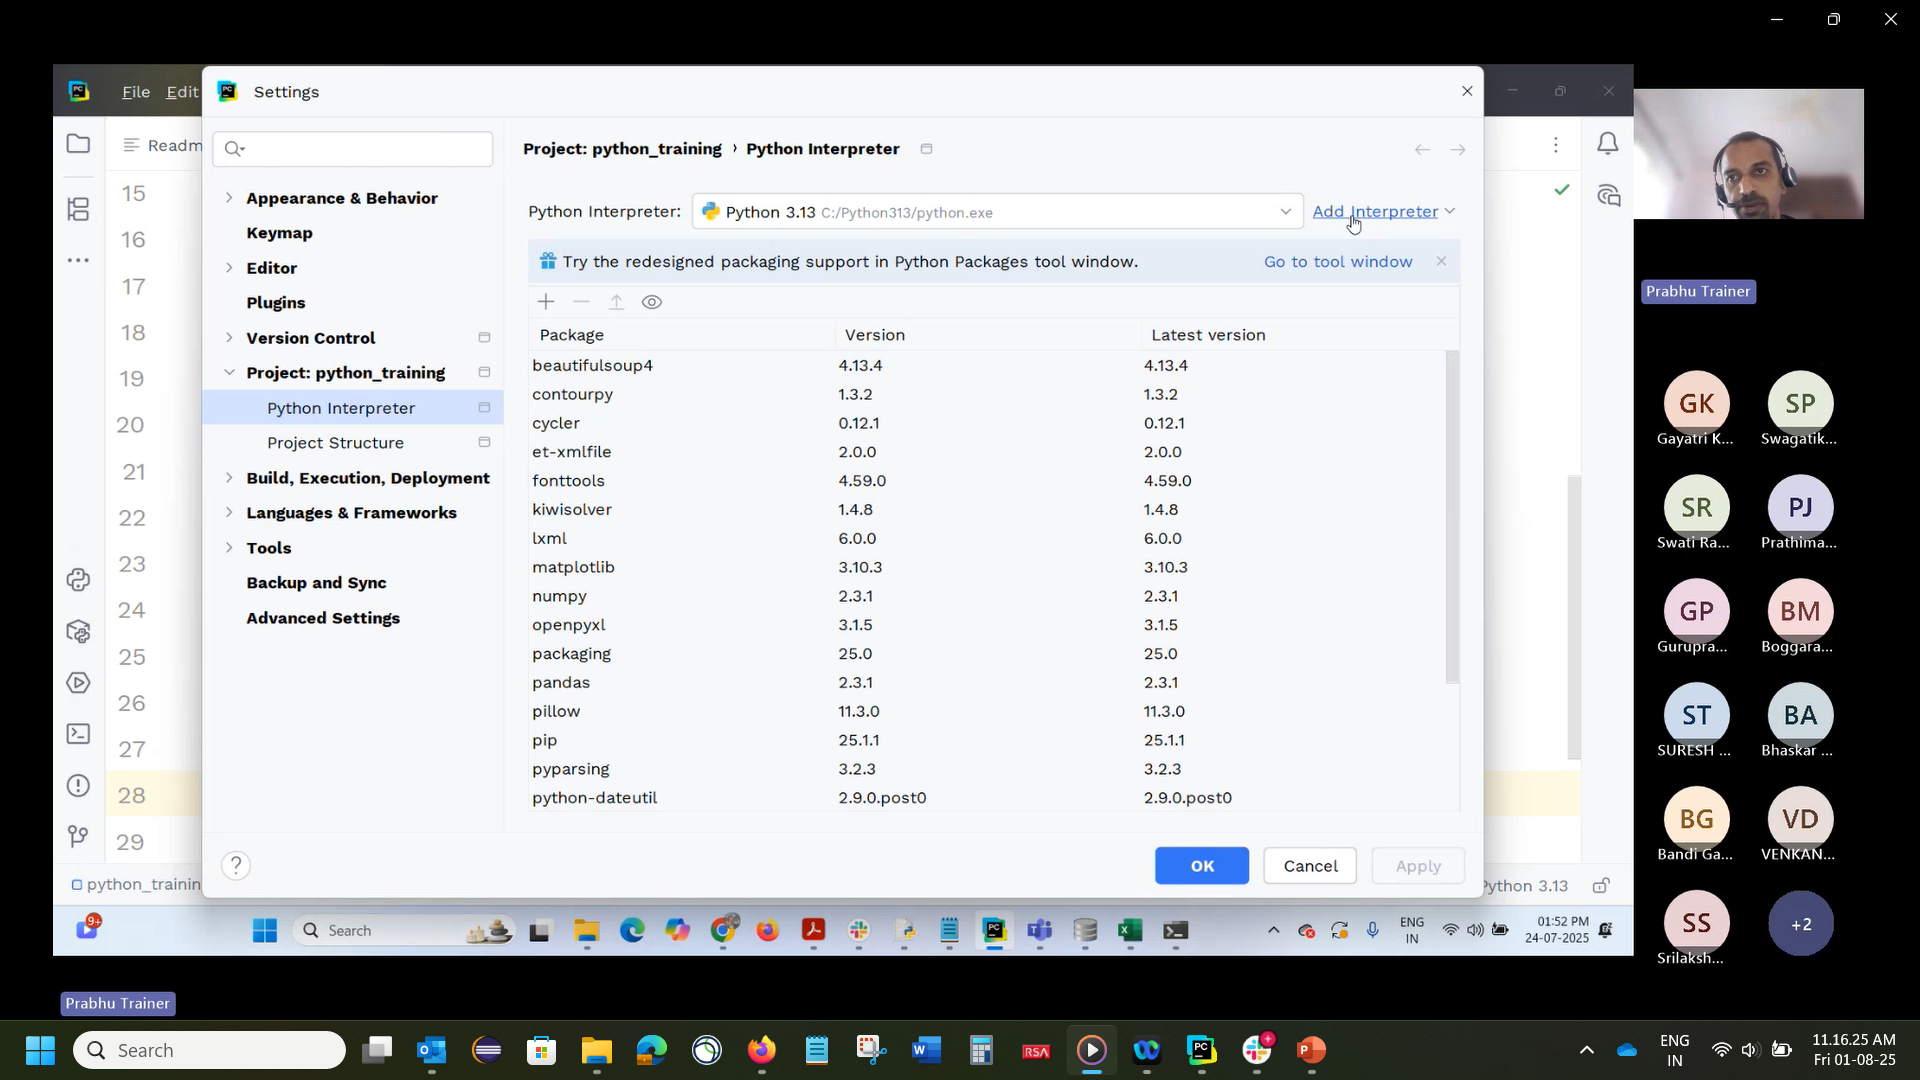 File Edit
Settings
Readm
Project: python_training › Python Interpreter
Python Interpreter: Python 3.13 C:/Python313/python.exe Add Interpreter
Try the redesigned packaging support in Python Packages tool window. Go to tool window
Appearance & Behavior
Keymap
Editor
Plugins
Version Control
Project: python_training
Python Interpreter
Project Structure
Build, Execution, Deployment
Languages & Frameworks
Tools
Backup and Sync
Advanced Settings
Package Version Latest version
beautifulsoup4 4.13.4 4.13.4
contourpy 1.3.2 1.3.2
cycler 0.12.1 0.12.1
et-xmlfile 2.0.0 2.0.0
fonttools 4.59.0 4.59.0
kiwisolver 1.4.8 1.4.8
lxml 6.0.0 6.0.0
matplotlib 3.10.3 3.10.3
numpy 2.3.1 2.3.1
openpyxl 3.1.5 3.1.5
packaging 25.0 25.0
pandas 2.3.1 2.3.1
pillow 11.3.0 11.3.0
pip 25.1.1 25.1.1
pyparsing 3.2.3 3.2.3
python-dateutil 2.9.0.post0 2.9.0.post0
15
16
17
18
19
20
21
22
23
24
25
26
27
28
29
? OK Cancel Apply
python_trainin
ython 3.13
9+
Search
ENG
IN
01:52 PM
24-07-2025
Prabhu Trainer
GK SP
Gayatri K... Swagatik...
SR PJ
Swati Ra... Prathima...
GP BM
Gurupra... Boggara...
ST BA
SURESH ... Bhaskar ...
BG VD
Bandi Ga... VENKAN...
SS +2
Srilaksh...
Prabhu Trainer
Search
RSA
ENG
IN
11.16.25 AM
Fri 01-08-25